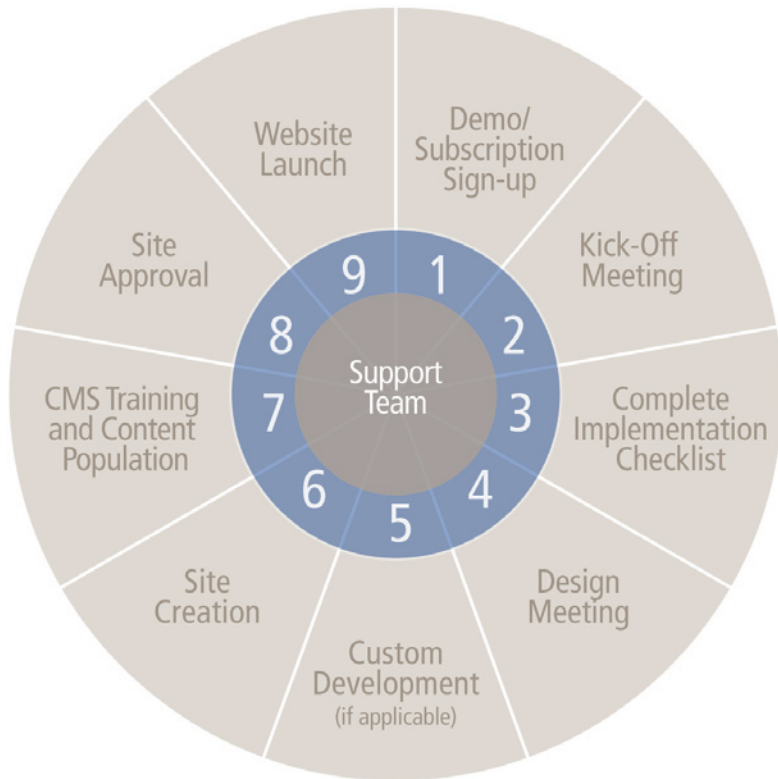 1
Demo/
Subscription
Sign-up
2
Kick-Off
Meeting
3
Complete
Implementation
Checklist
4
Design
Meeting
5
Custom
Development
(if applicable)
6
Site
Creation
7
CMS Training
and Content
Population
8
Site
Approval
9
Website
Launch
Support
Team